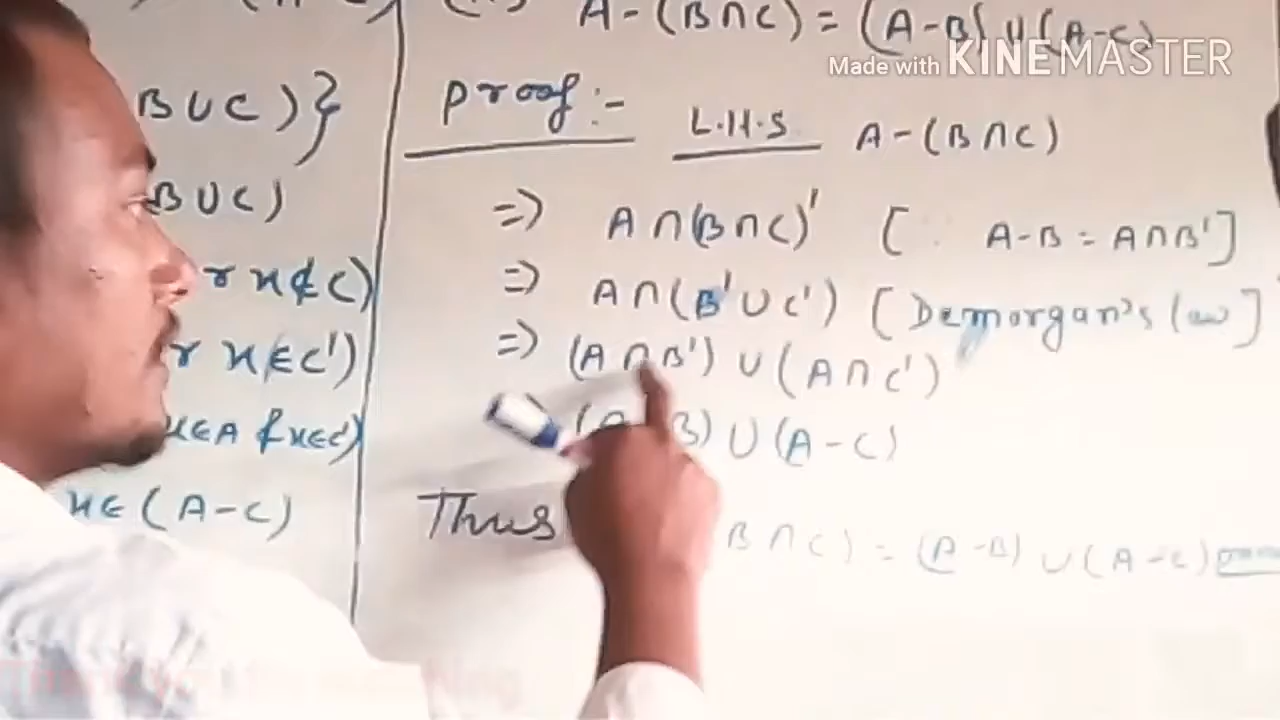 A-(B∩C) = (A-B) ∪ (A-C)
Made with KINEMASTER
B∪C)}
B∪C)
r x∉C)
r x∈C')
x∈A & x∈C')
x∈ (A-C)
Proof:-
L.H.S A-(B∩C)
=) A∩(B∩C)' [∵ A-B = A∩B']
=) A∩(B'∪C') [Demorgan's law]
=) (A∩B') ∪ (A∩C')
B) ∪ (A-C)
Thus B∩C) = (A-B) ∪ (A-C)